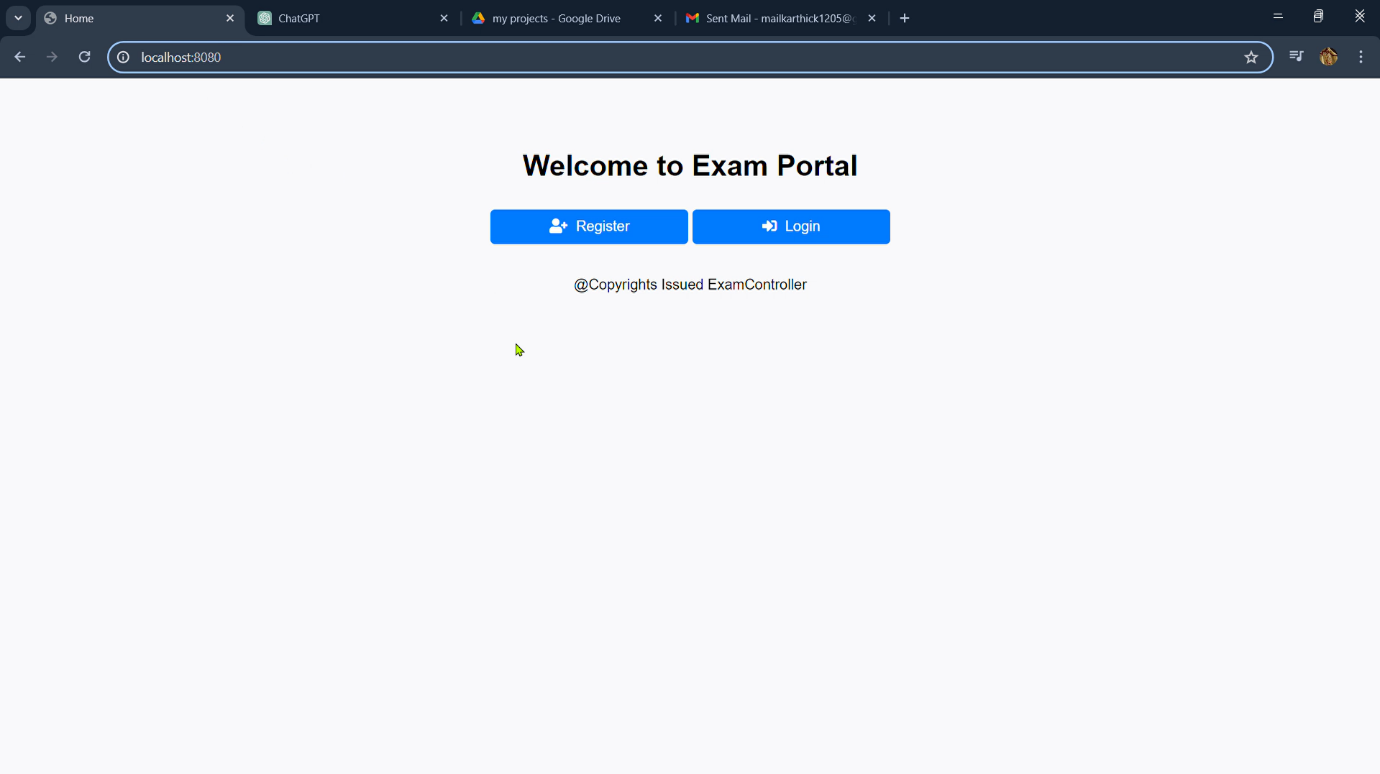 Home
ChatGPT
my projects - Google Drive
Sent Mail - mailkarthick1205@g
localhost:8080
Welcome to Exam Portal
Register
Login
@Copyrights Issued ExamController